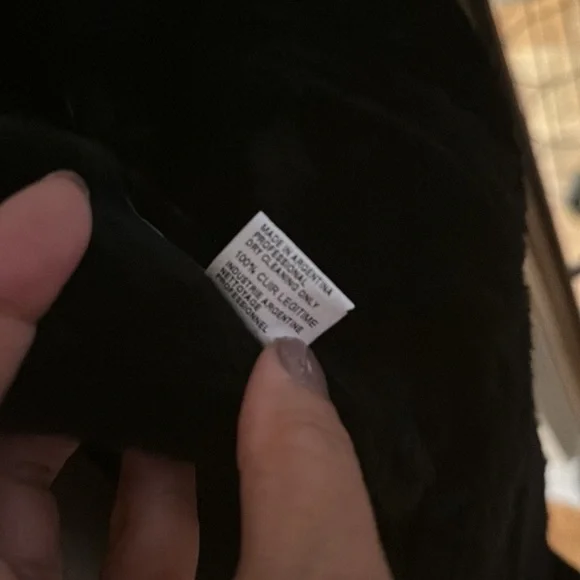 MADE IN ARGENTINA
PROFESSIONAL
DRY CLEANING ONLY
100% CUIR LEGITIME
INDUSTRIE ARGENTINE
NETTOYAGE
PROFESSIONNEL